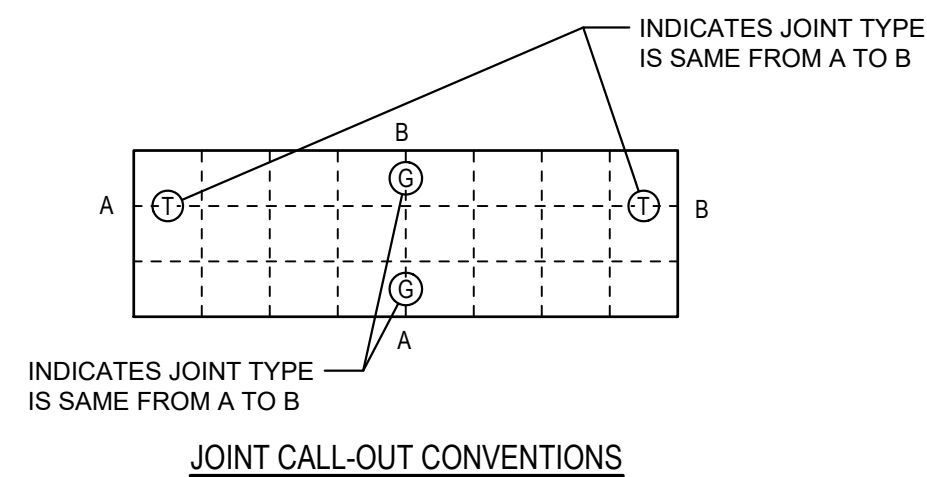 INDICATES JOINT TYPE
IS SAME FROM A TO B
B
G
A
T
T
B
G
A
INDICATES JOINT TYPE
IS SAME FROM A TO B
JOINT CALL-OUT CONVENTIONS